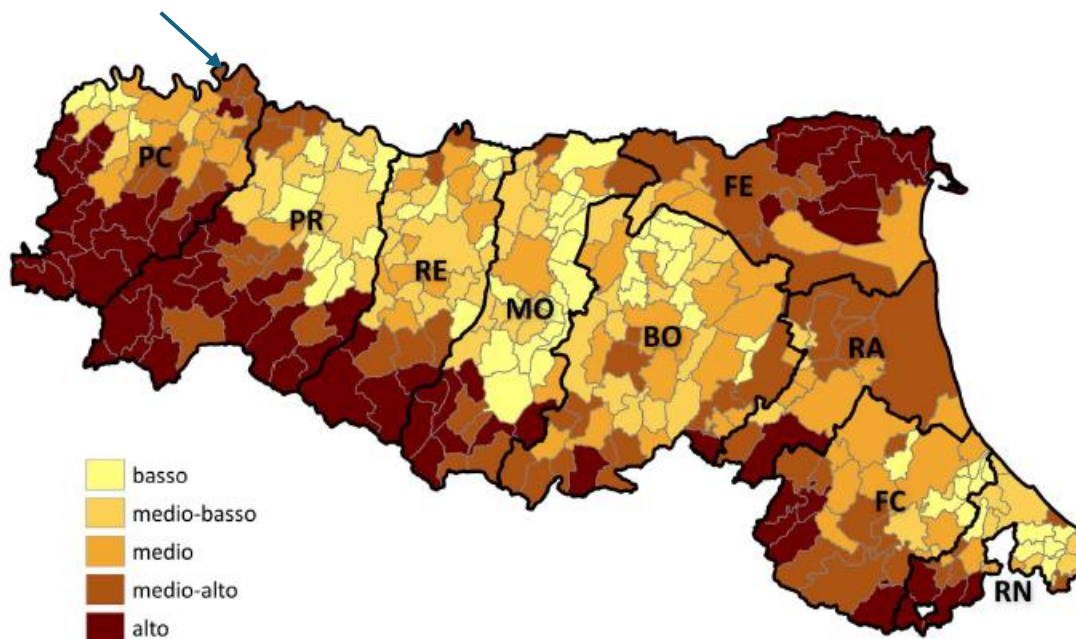 PC
FE
PR
RE
MO
BO
RA
FC
RN
basso
medio-basso
medio
medio-alto
alto